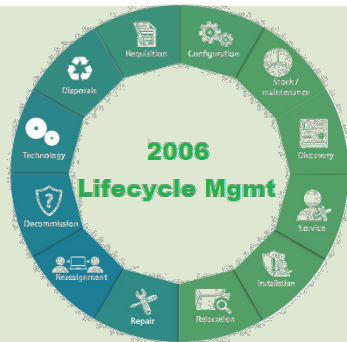 Requisition
Configuration
Stock /
maintenance
Discovery
Service
Installation
Relocation
Repair
Reassignment
Decommission
Technology
Disposals
2006
Lifecycle Mgmt
?